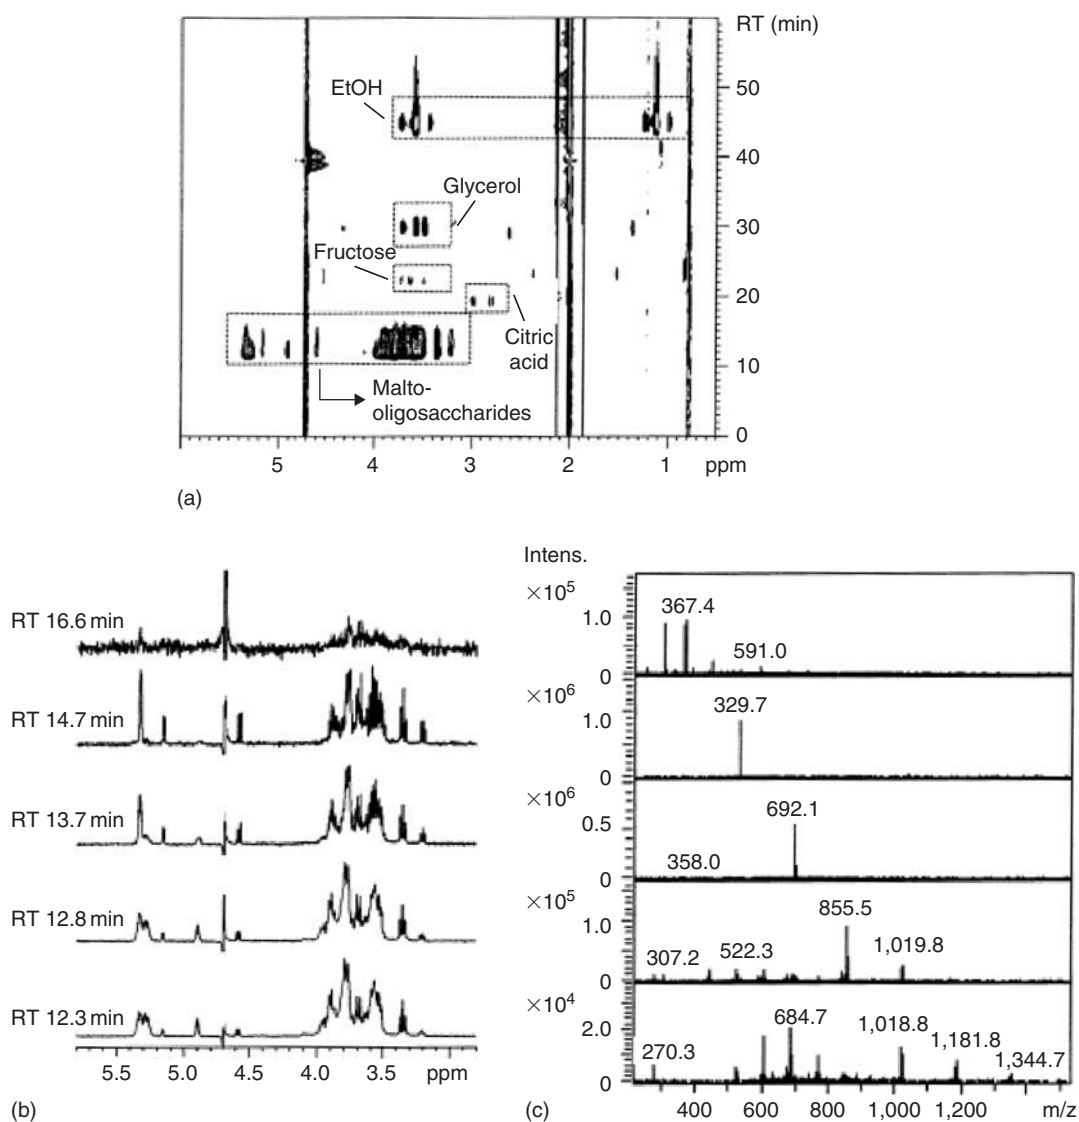 RT (min)
50
EtOH
40
Glycerol
30
Fructose
20
Citric
acid
10
Malto-
oligosaccharides
0
5 4 3 2 1 ppm
(a)
RT 16.6 min
RT 14.7 min
RT 13.7 min
RT 12.8 min
RT 12.3 min
5.5 5.0 4.0 3.5 ppm
(b)
Intens.
×10⁵
1.0
367.4
591.0
0
×10⁶
1.0
329.7
0
×10⁶
0.5
692.1
358.0
0
×10⁵
1.0
855.5
307.2 522.3 1,019.8
0
×10⁴
2.0
684.7
1,018.8
1,181.8
270.3
1,344.7
0
400 600 800 1,000 1,200 m/z
(c)